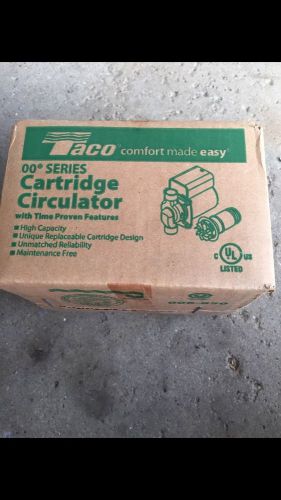 Taco comfort made easy®
00® SERIES
Cartridge
Circulator
with Time Proven Features
■ High Capacity
■ Unique Replaceable Cartridge Design
■ Unmatched Reliability
■ Maintenance Free
C UL US
LISTED